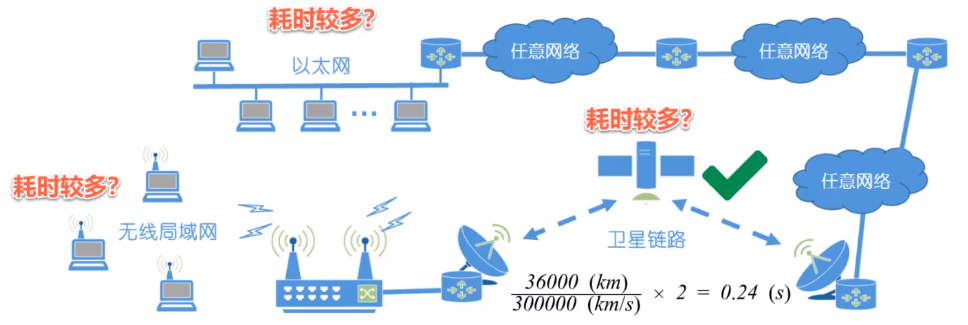 耗时较多?
以太网
任意网络
任意网络
耗时较多?
耗时较多?
任意网络
无线局域网
卫星链路
36000 (km)
300000 (km/s)
× 2 = 0.24 (s)